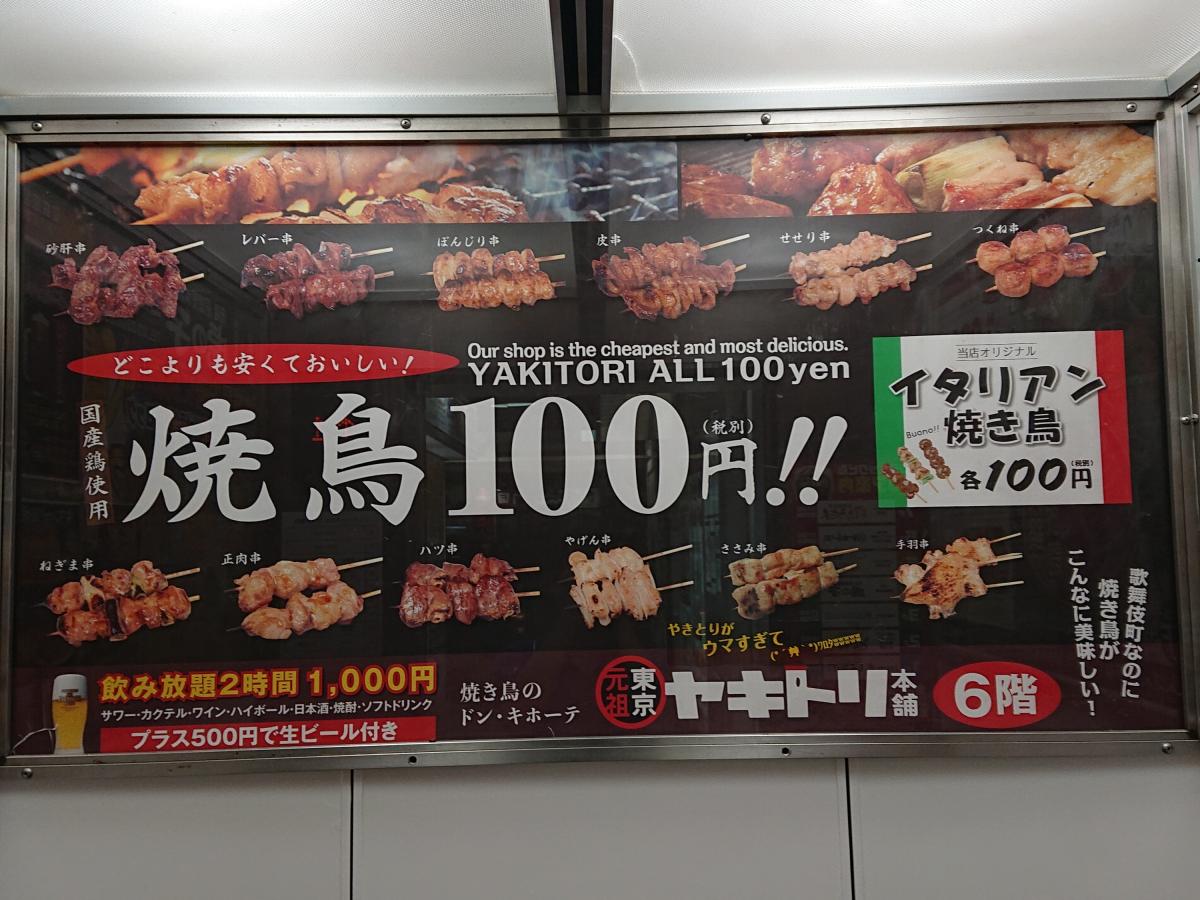 砂肝串
レバー串
ぼんじり串
皮串
せせり串
つくね串
どこよりも安くておいしい!
Our shop is the cheapest and most delicious.
YAKITORI ALL 100yen
国産鶏使用
焼鳥100円!!
(税別)
当店オリジナル
イタリアン
Buono!!
焼き鳥
各100円
(税別)
ねぎま串
正肉串
ハツ串
やげん串
ささみ串
手羽串
歌舞伎町なのに
焼き鳥が
こんなに美味しい!
やきとりが
ウマすぎて
飲み放題2時間 1,000円
サワー・カクテル・ワイン・ハイボール・日本酒・焼酎・ソフトドリンク
プラス500円で生ビール付き
焼き鳥の
ドン・キホーテ
元祖
東京
ヤキトリ本舗
6階